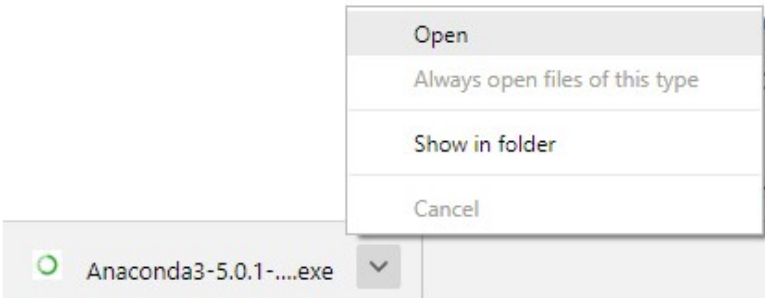 Open
Always open files of this type
Show in folder
Cancel
Anaconda3-5.0.1-....exe